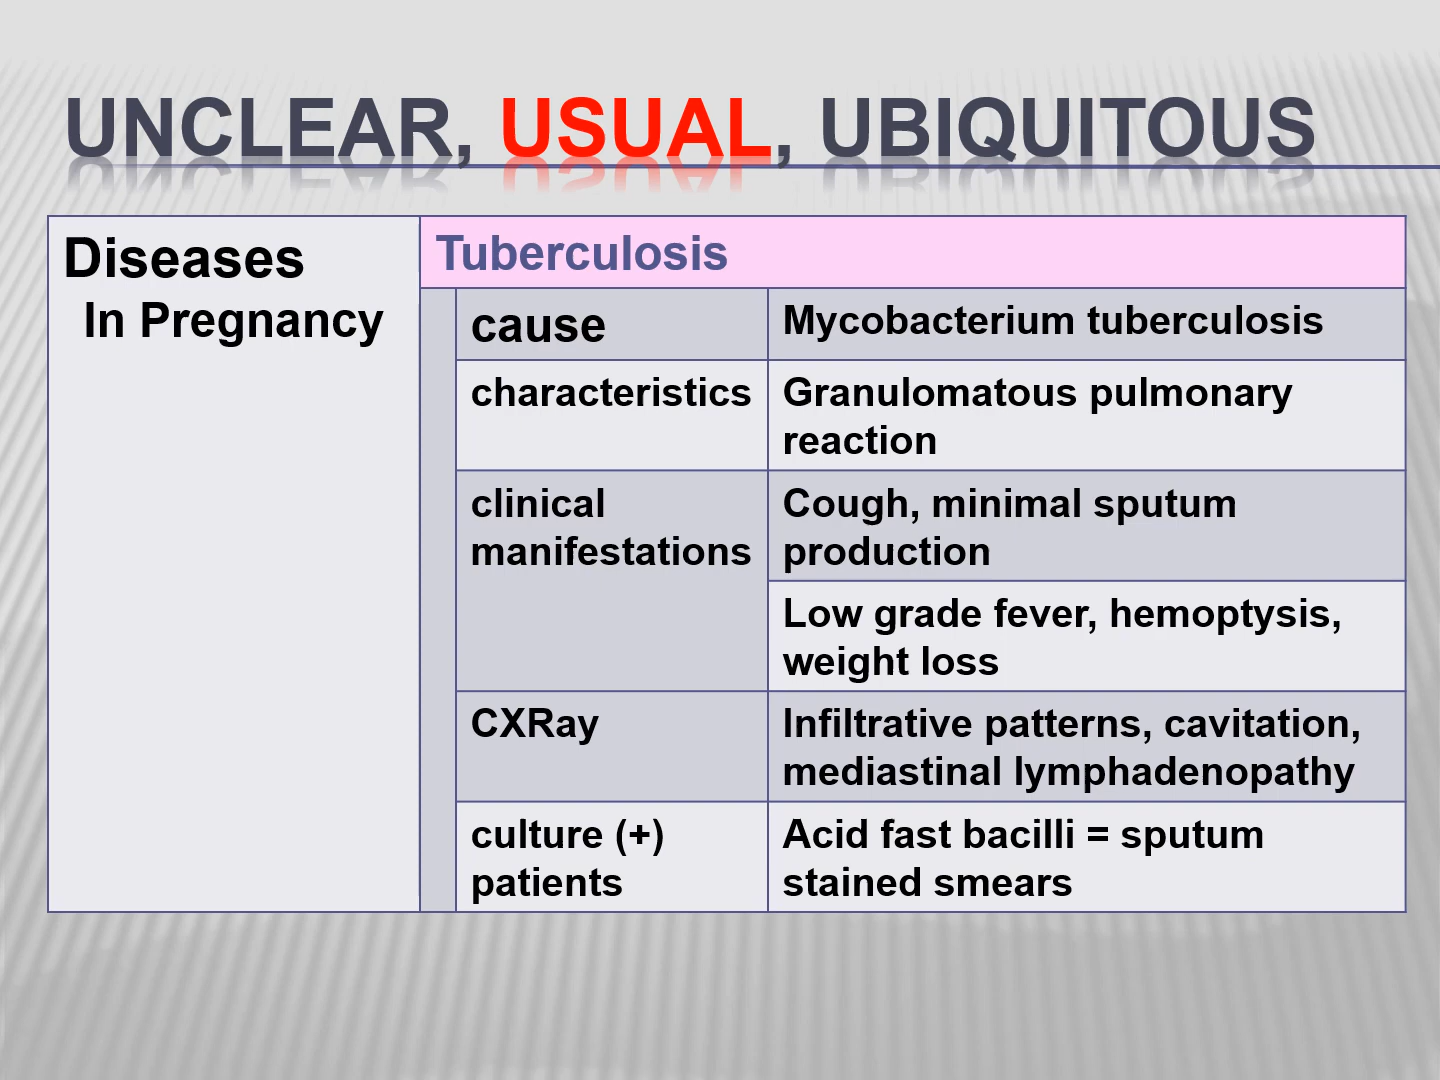 UNCLEAR, USUAL, UBIQUITOUS
Diseases
In Pregnancy
Tuberculosis
cause
Mycobacterium tuberculosis
characteristics
Granulomatous pulmonary
reaction
clinical
manifestations
Cough, minimal sputum
production
Low grade fever, hemoptysis,
weight loss
CXRay
Infiltrative patterns, cavitation,
mediastinal lymphadenopathy
culture (+)
patients
Acid fast bacilli = sputum
stained smears